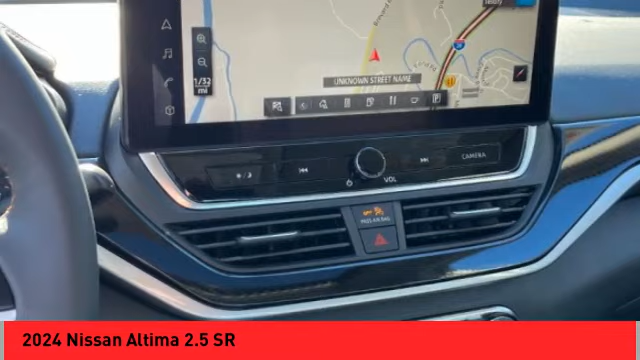 1/32
mi
UNKNOWN STREET NAME
CAMERA
VOL
PASS AIR BAG
2024 Nissan Altima 2.5 SR